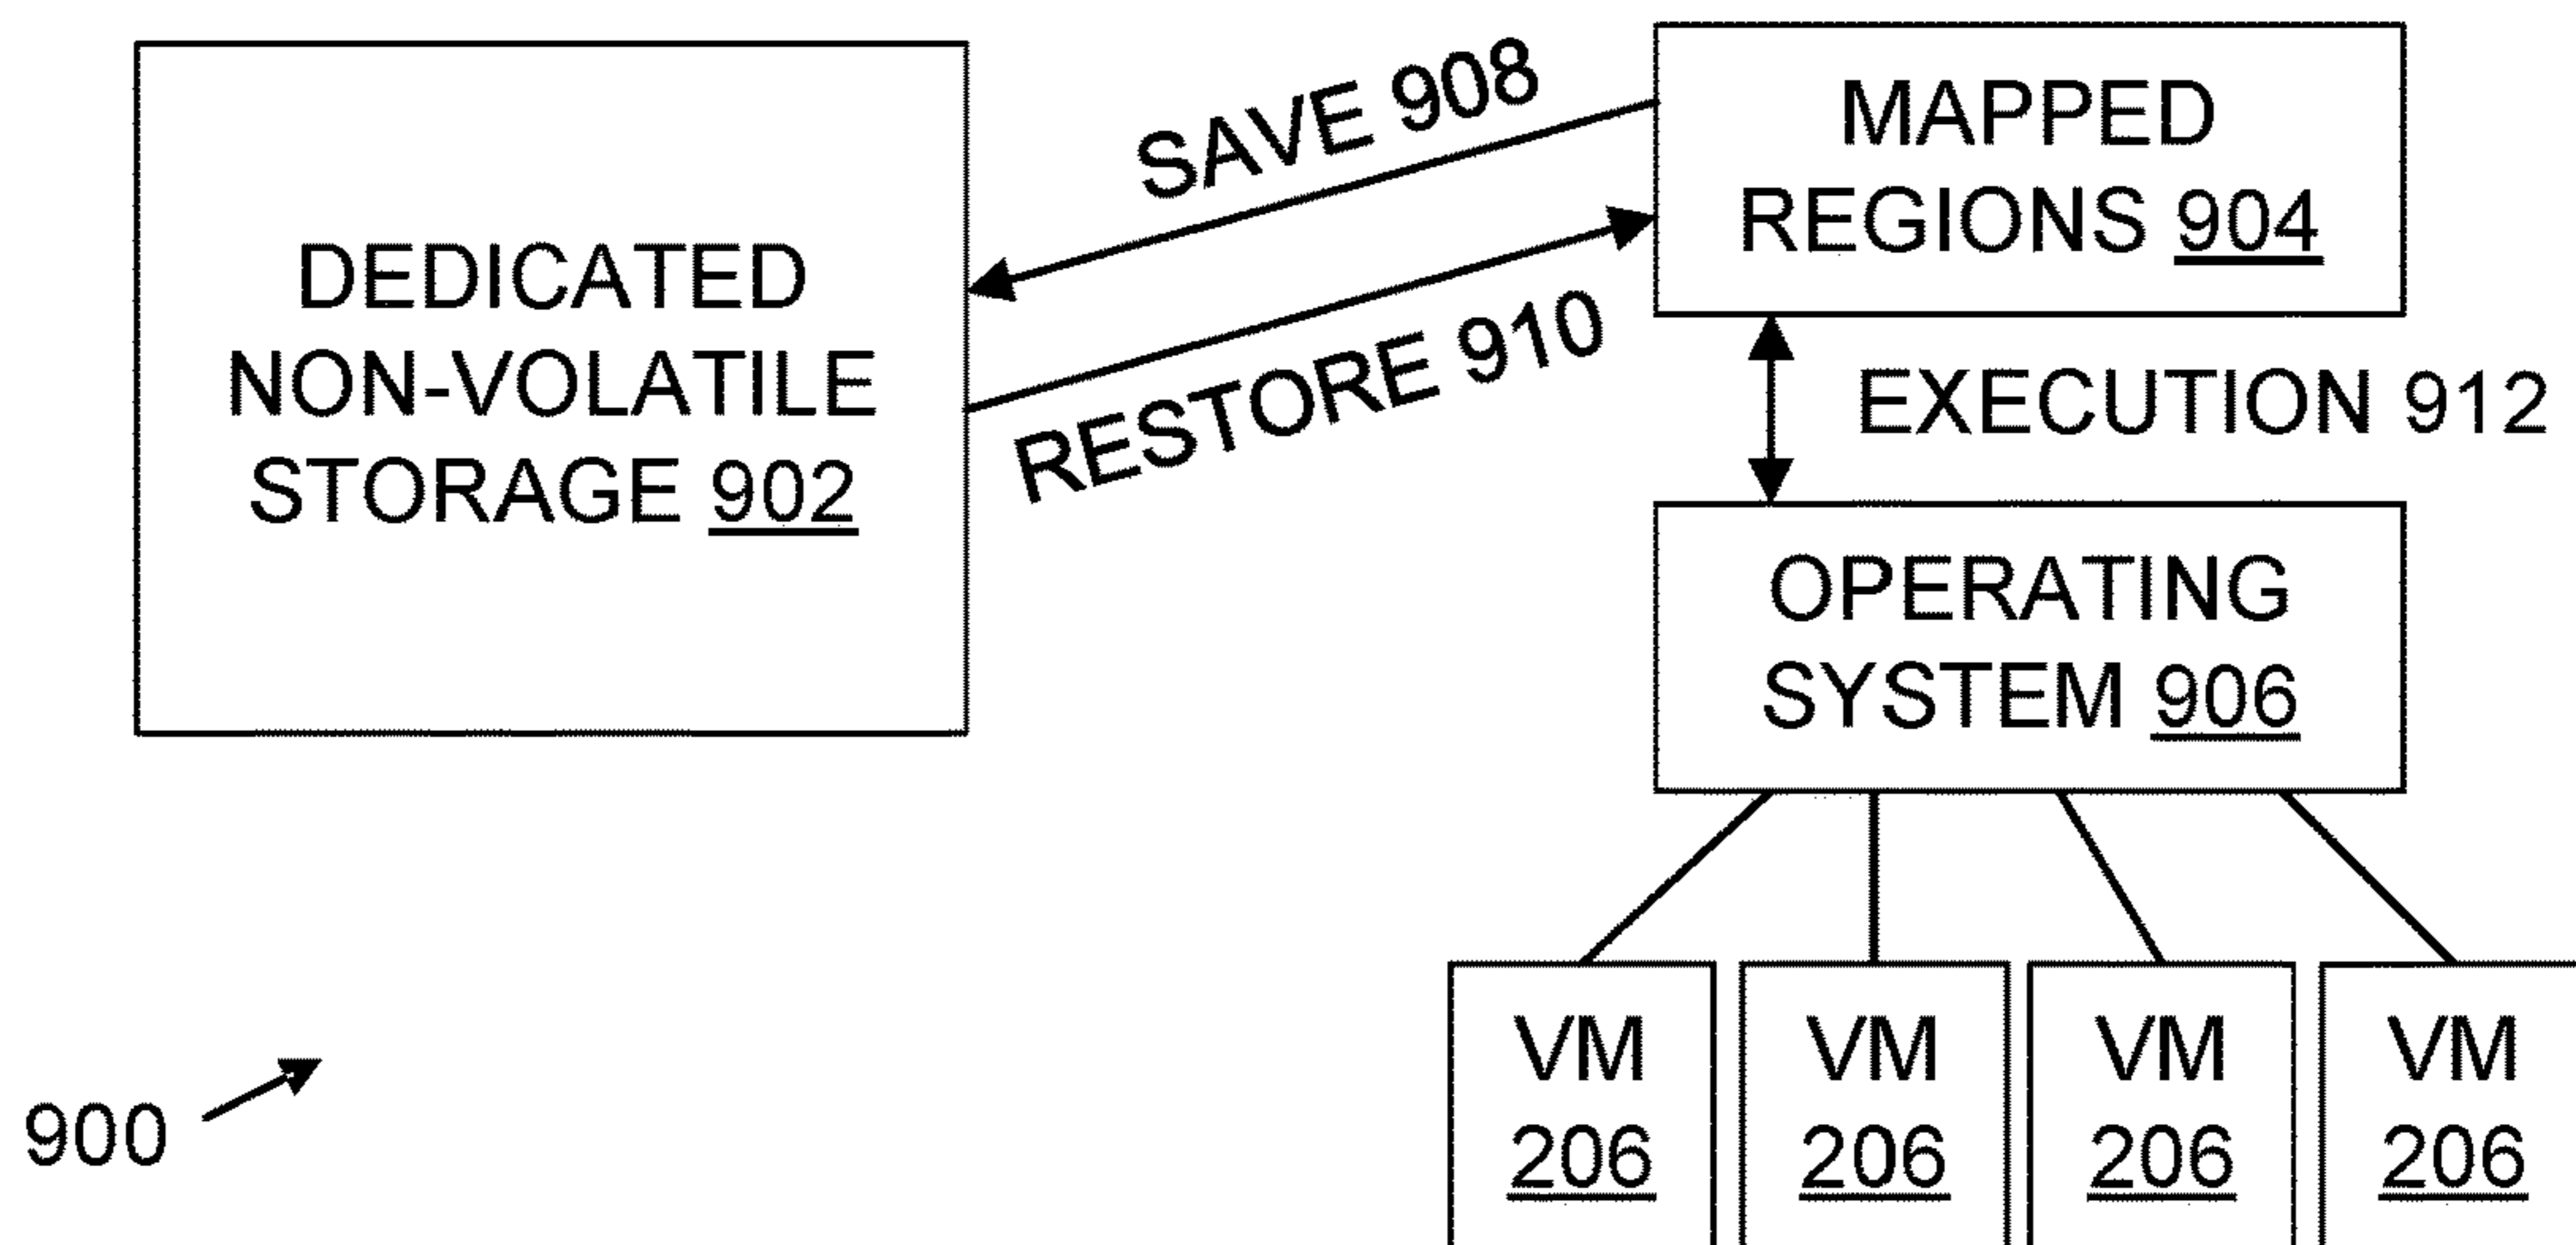 DEDICATED
NON-VOLATILE
STORAGE 902
SAVE 908
RESTORE 910
MAPPED
REGIONS 904
EXECUTION 912
OPERATING
SYSTEM 906
VM
206
VM
206
VM
206
VM
206
900